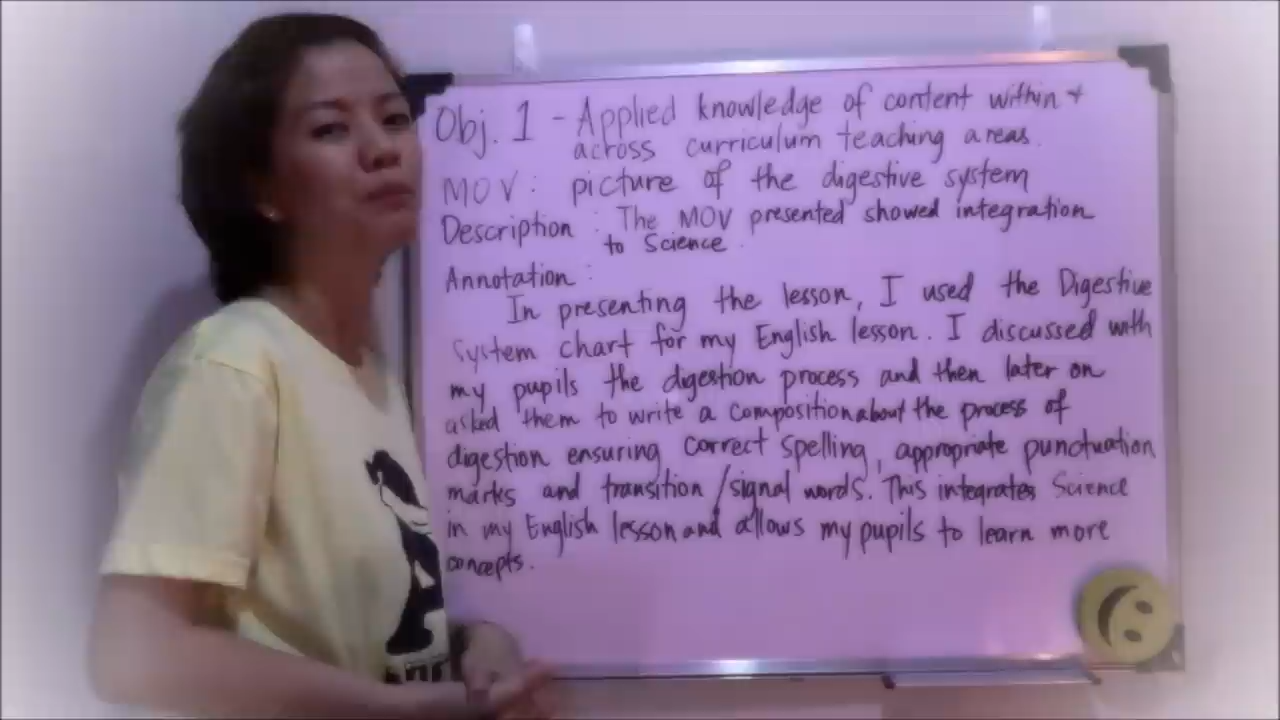 Obj. 1 - Applied knowledge of content within +
across curriculum teaching areas.
MOV : picture of the digestive system
Description : The MOV presented showed integration
to Science.
Annotation :
In presenting the lesson, I used the Digestive
System chart for my English lesson. I discussed with
my pupils the digestion process and then later on
asked them to write a composition about the process of
digestion ensuring correct spelling, appropriate punctuation
marks and transition/signal words. This integrates Science
in my English lesson and allows my pupils to learn more
concepts.